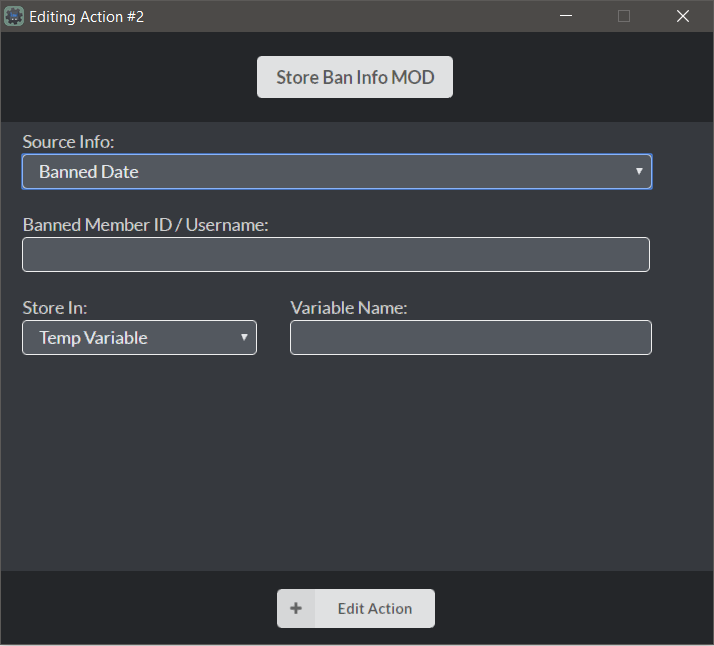 Editing Action #2
Store Ban Info MOD
Source Info:
Banned Date
Banned Member ID / Username:
Store In: Variable Name:
Temp Variable
Edit Action